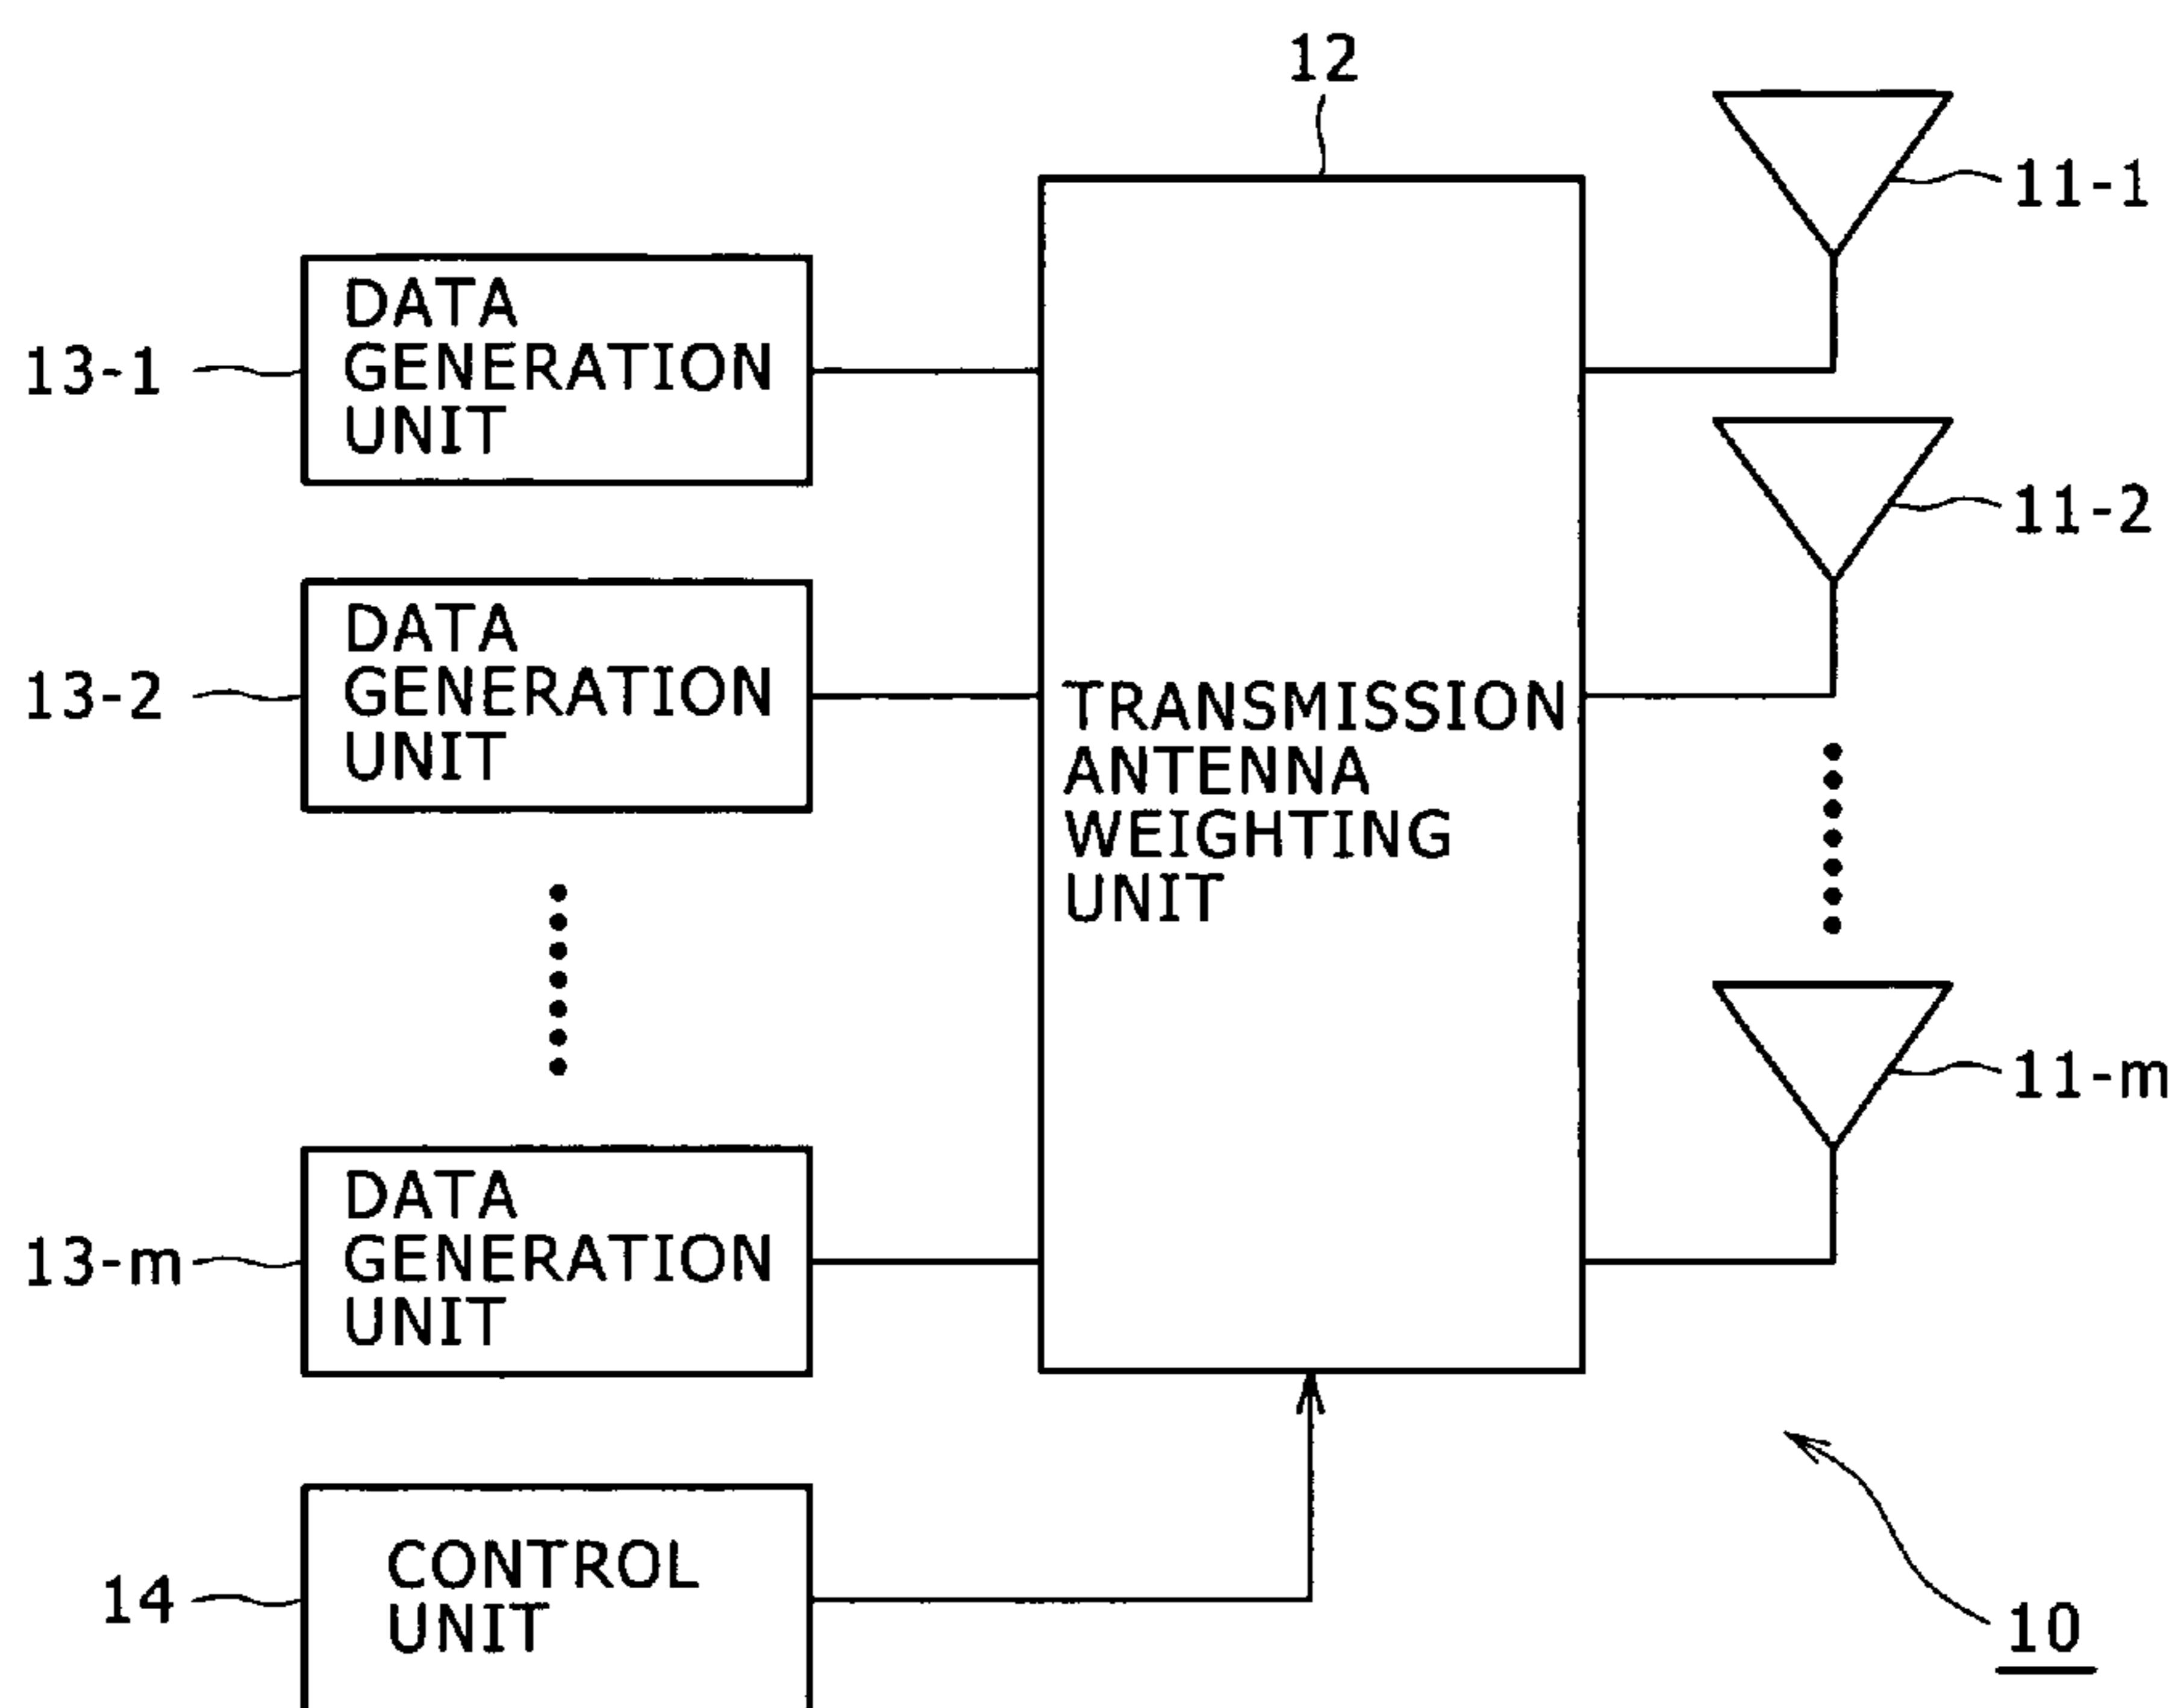 12
11-1
DATA
GENERATION
UNIT
13-1
11-2
DATA
GENERATION
UNIT
13-2
TRANSMISSION
ANTENNA
WEIGHTING
UNIT
11-m
DATA
GENERATION
UNIT
13-m
CONTROL
UNIT
14
10